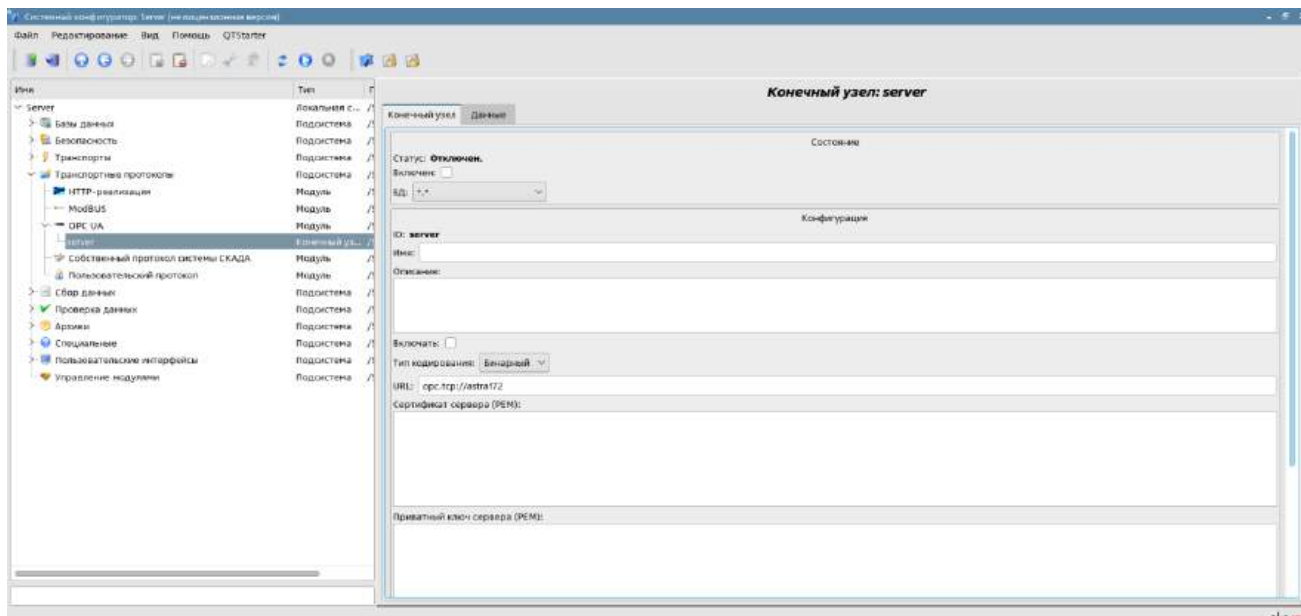 Системный конфигуратор: Server (не лицензионная версия)
Файл Редактирование Вид Помощь QTStarter
Имя Тип
Server Локальная с...
Базы данных Подсистема
Безопасность Подсистема
Транспорты Подсистема
Транспортные протоколы Подсистема
HTTP-реализация Модуль
ModBUS Модуль
OPC UA Модуль
server Конечный уз...
Собственный протокол системы СКАДА Модуль
Пользовательский протокол Модуль
Сбор данных Подсистема
Проверка данных Подсистема
Архивы Подсистема
Специальные Подсистема
Пользовательские интерфейсы Подсистема
Управление модулями Подсистема
Конечный узел: server
Конечный узел Данные
Состояние
Статус: Отключен.
Включен:
БД: *.*
Конфигурация
ID: server
Имя:
Описание:
Включать:
Тип кодирования: Бинарный
URL: opc.tcp://astra172
Сертификат сервера (PEM):
Приватный ключ сервера (PEM):